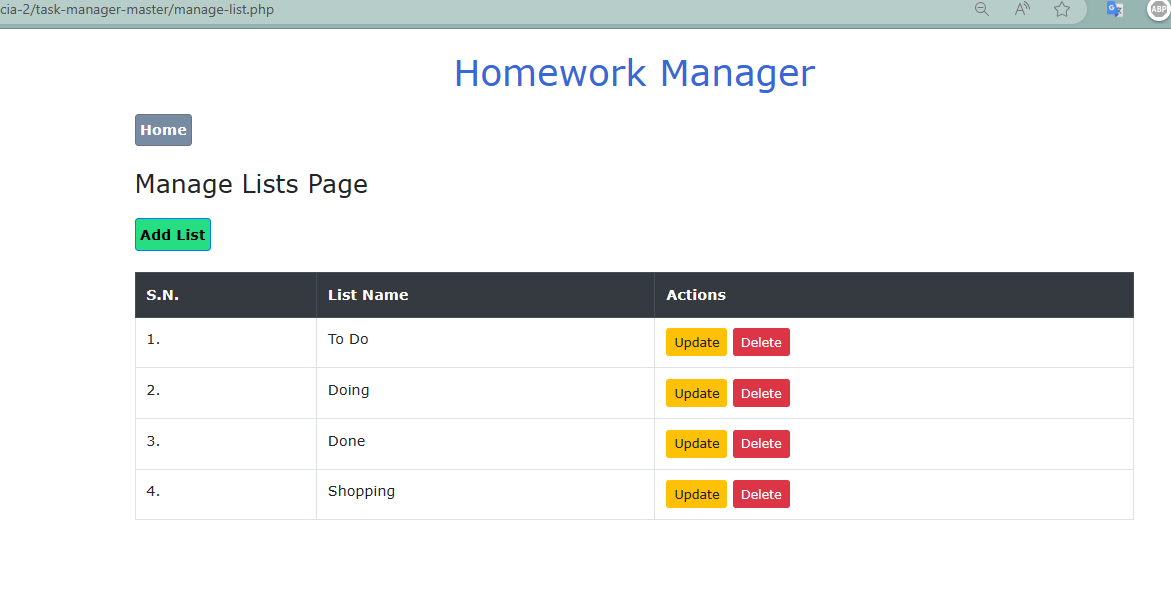 cia-2/task-manager-master/manage-list.php
A
ABP
Homework Manager
Home
Manage Lists Page
Add List
S.N. List Name Actions
1. To Do Update Delete
2. Doing Update Delete
3. Done Update Delete
4. Shopping Update Delete